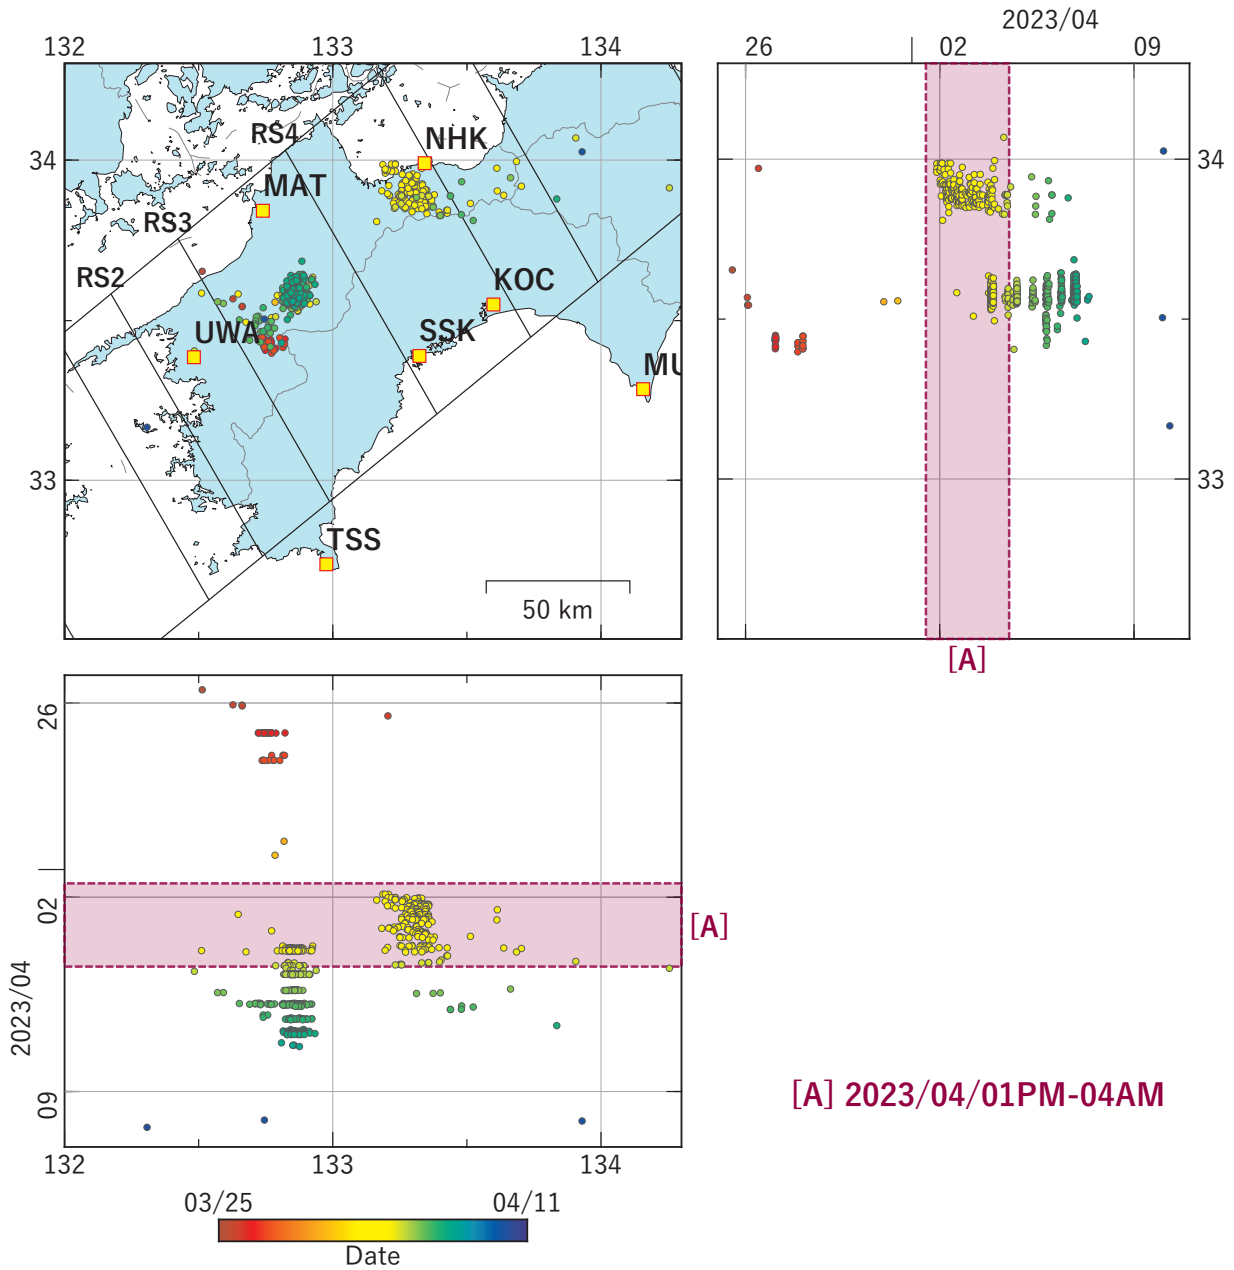 2023/04
132
133
134
26
02
09
RS4
NHK
34
34
MAT
RS3
RS2
KOC
UWA
SSK
MU
33
33
TSS
50 km
[A]
26
02
[A]
2023/04
09
[A] 2023/04/01PM-04AM
132
133
134
03/25
04/11
Date